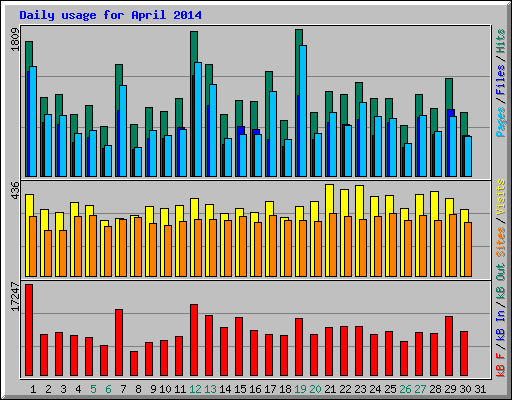 Daily usage for April 2014
1809
Pages / Files / Hits
436
Sites / Visits
17247
kB F / kB In / kB Out
1 2 3 4 5 6 7 8 9 10 11 12 13 14 15 16 17 18 19 20 21 22 23 24 25 26 27 28 29 30 31